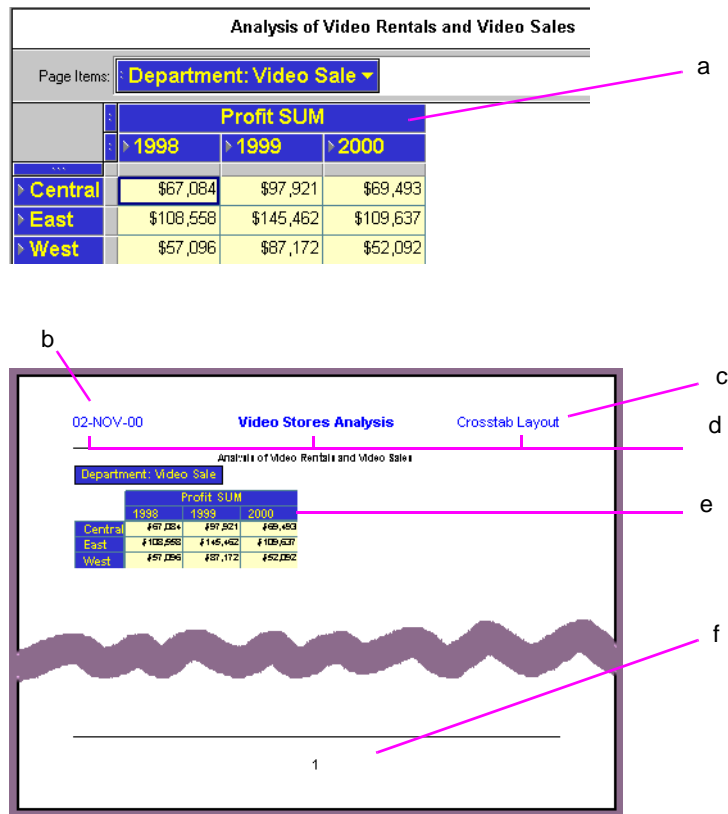 Analysis of Video Rentals and Video Sales
Page Items: Department: Video Sale
a
Profit SUM
1998 1999 2000
Central $67,084 $97,921 $69,493
East $108,558 $145,462 $109,637
West $57,096 $87,172 $52,092
b
c
02-NOV-00 Video Stores Analysis Crosstab Layout
d
Analysis of Video Rentals and Video Sales
Department: Video Sale
Profit SUM
e
1998 1999 2000
Central $67,084 $97,921 $69,493
East $108,558 $145,462 $109,637
West $57,096 $87,172 $52,092
f
1